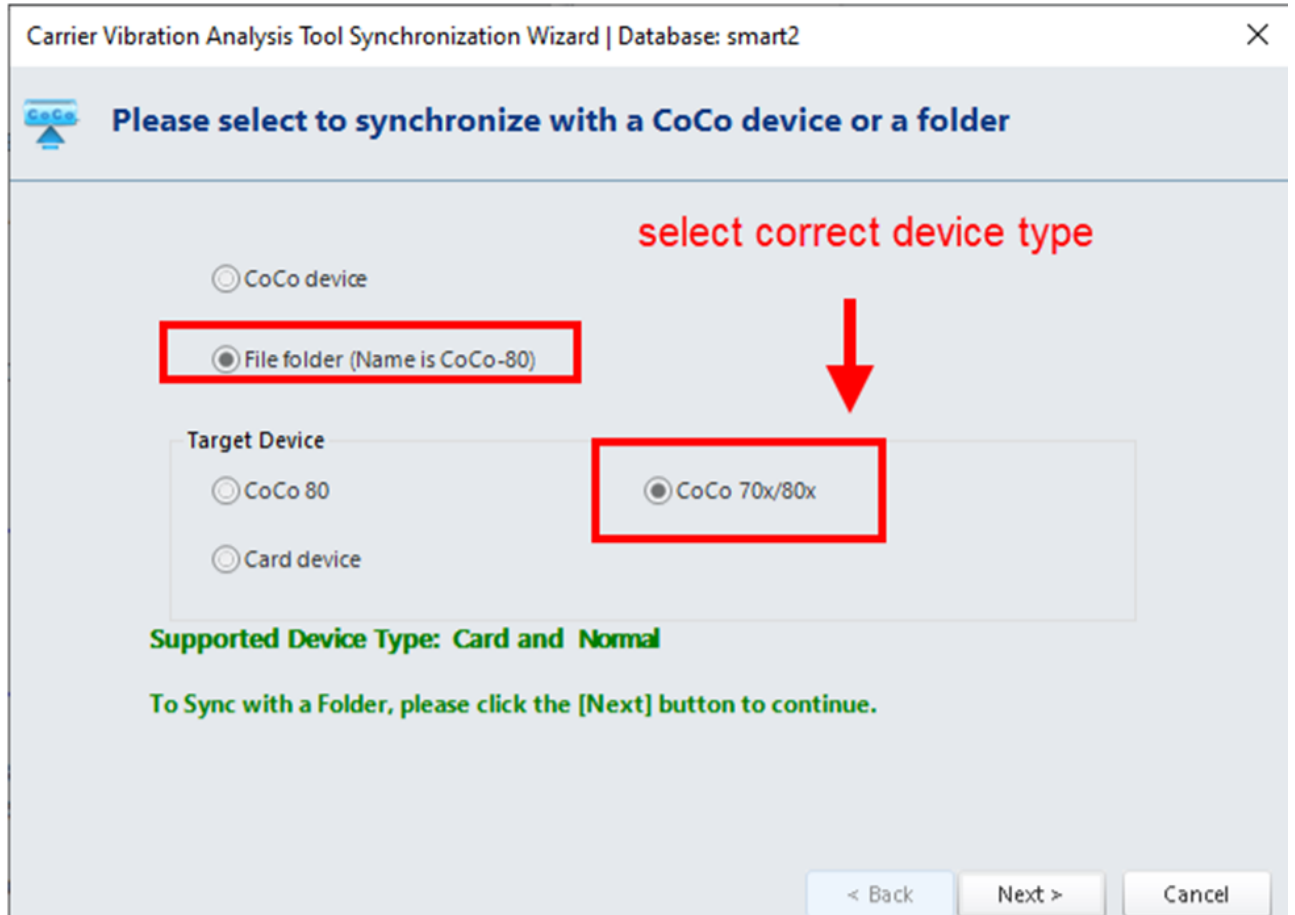 Carrier Vibration Analysis Tool Synchronization Wizard | Database: smart2
CoCo
Please select to synchronize with a CoCo device or a folder
select correct device type
CoCo device
File folder (Name is CoCo-80)
Target Device
CoCo 80
CoCo 70x/80x
Card device
Supported Device Type: Card and Normal
To Sync with a Folder, please click the [Next] button to continue.
< Back
Next >
Cancel